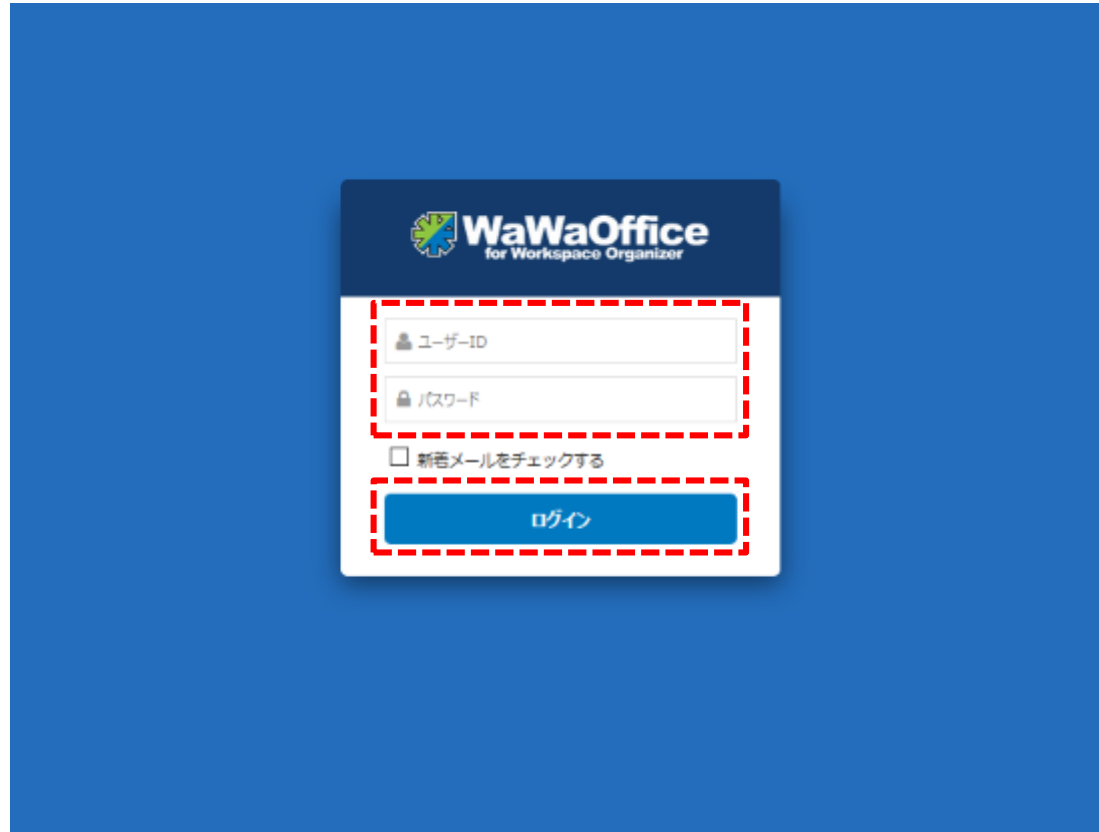 WaWaOffice
for Workspace Organizer
ユーザーID
パスワード
新着メールをチェックする
ログイン